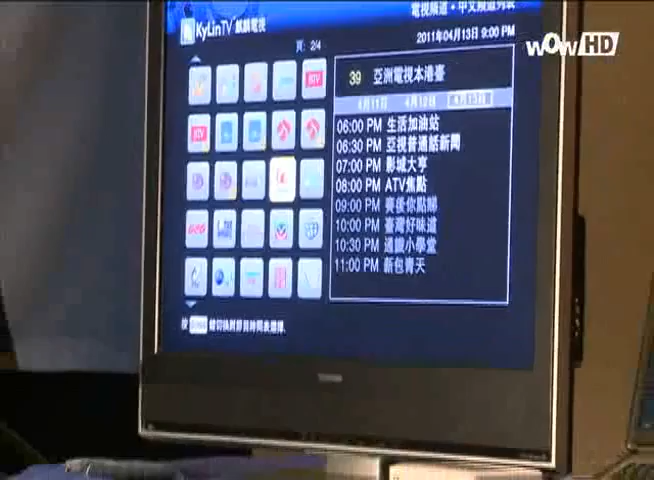 電視頻道·中文頻道列表
KyLinTV 麒麟電視
2011年04月13日 9:00 PM
wowHD
頁: 2/4
39 亞洲電視本港臺
4月11日 4月12日 4月13日
06:00 PM 生活加油站
06:30 PM 亞視普通話新聞
07:00 PM 影城大亨
08:00 PM ATV焦點
09:00 PM 賽後你點睇
10:00 PM 臺灣好味道
10:30 PM 通識小學堂
11:00 PM 新包青天